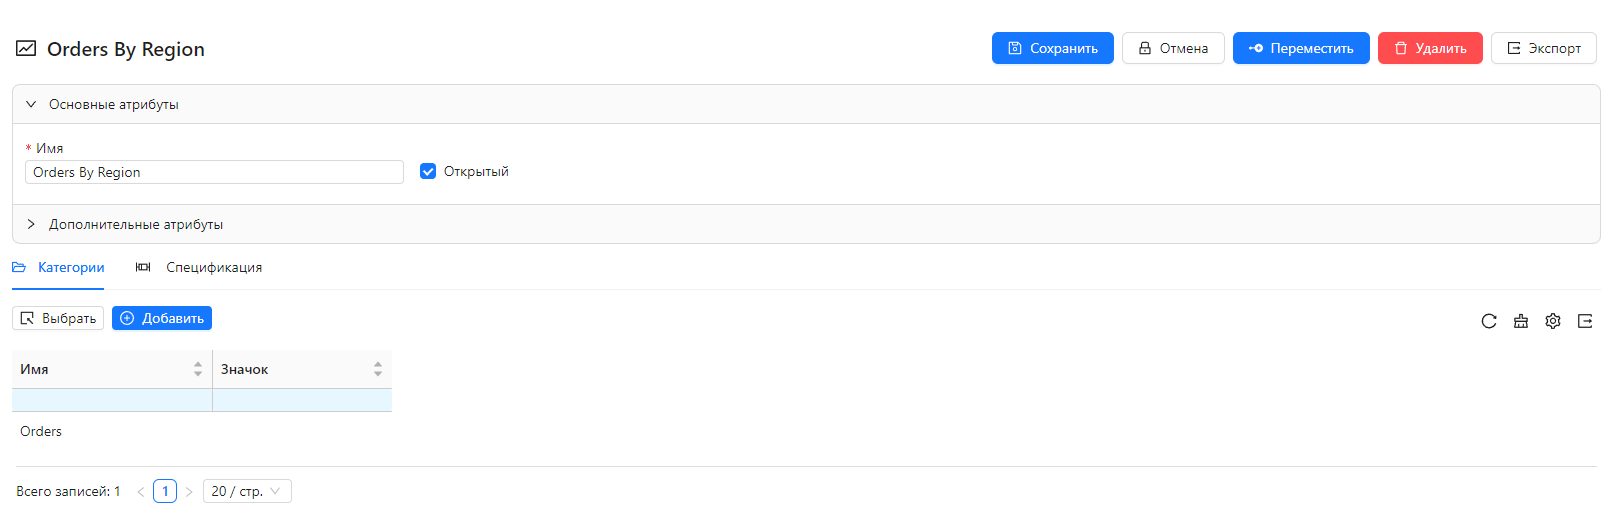 Orders By Region
Сохранить Отмена Переместить Удалить Экспорт
Основные атрибуты
* Имя
Orders By Region Открытый
Дополнительные атрибуты
Категории Спецификация
Выбрать Добавить
Имя Значок
Orders
Всего записей: 1 < 1 > 20 / стр.